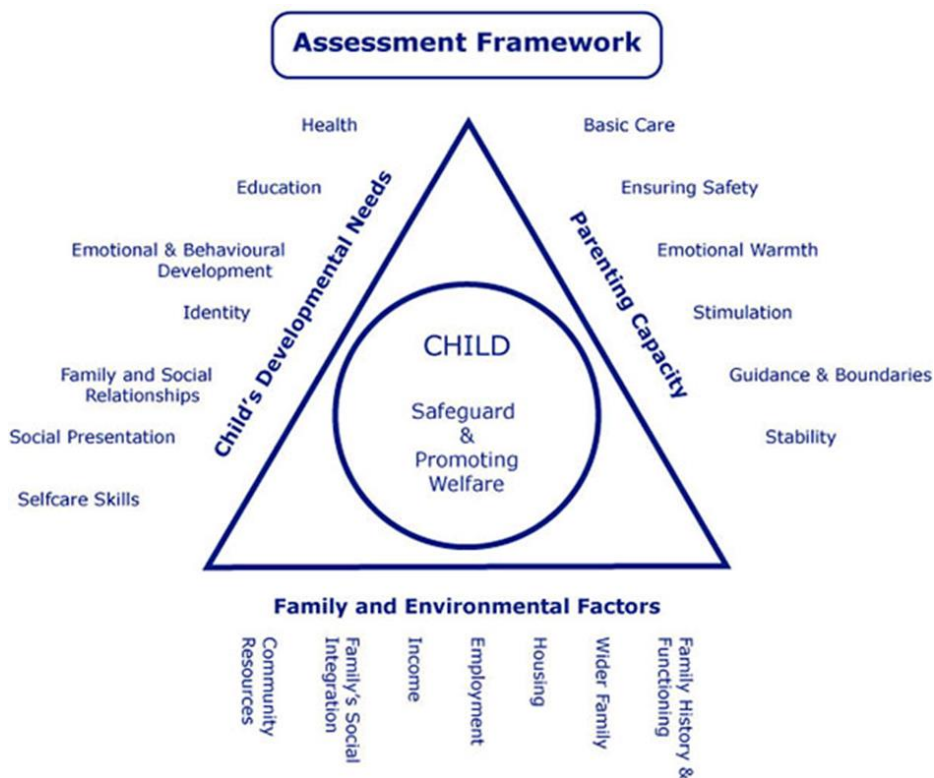 Assessment Framework
Health
Education
Emotional & Behavioural
Development
Identity
Family and Social
Relationships
Social Presentation
Selfcare Skills
Child's Developmental Needs
CHILD
Safeguard
&
Promoting
Welfare
Parenting Capacity
Basic Care
Ensuring Safety
Emotional Warmth
Stimulation
Guidance & Boundaries
Stability
Family and Environmental Factors
Community
Resources
Family's Social
Integration
Income
Employment
Housing
Wider Family
Family History &
Functioning